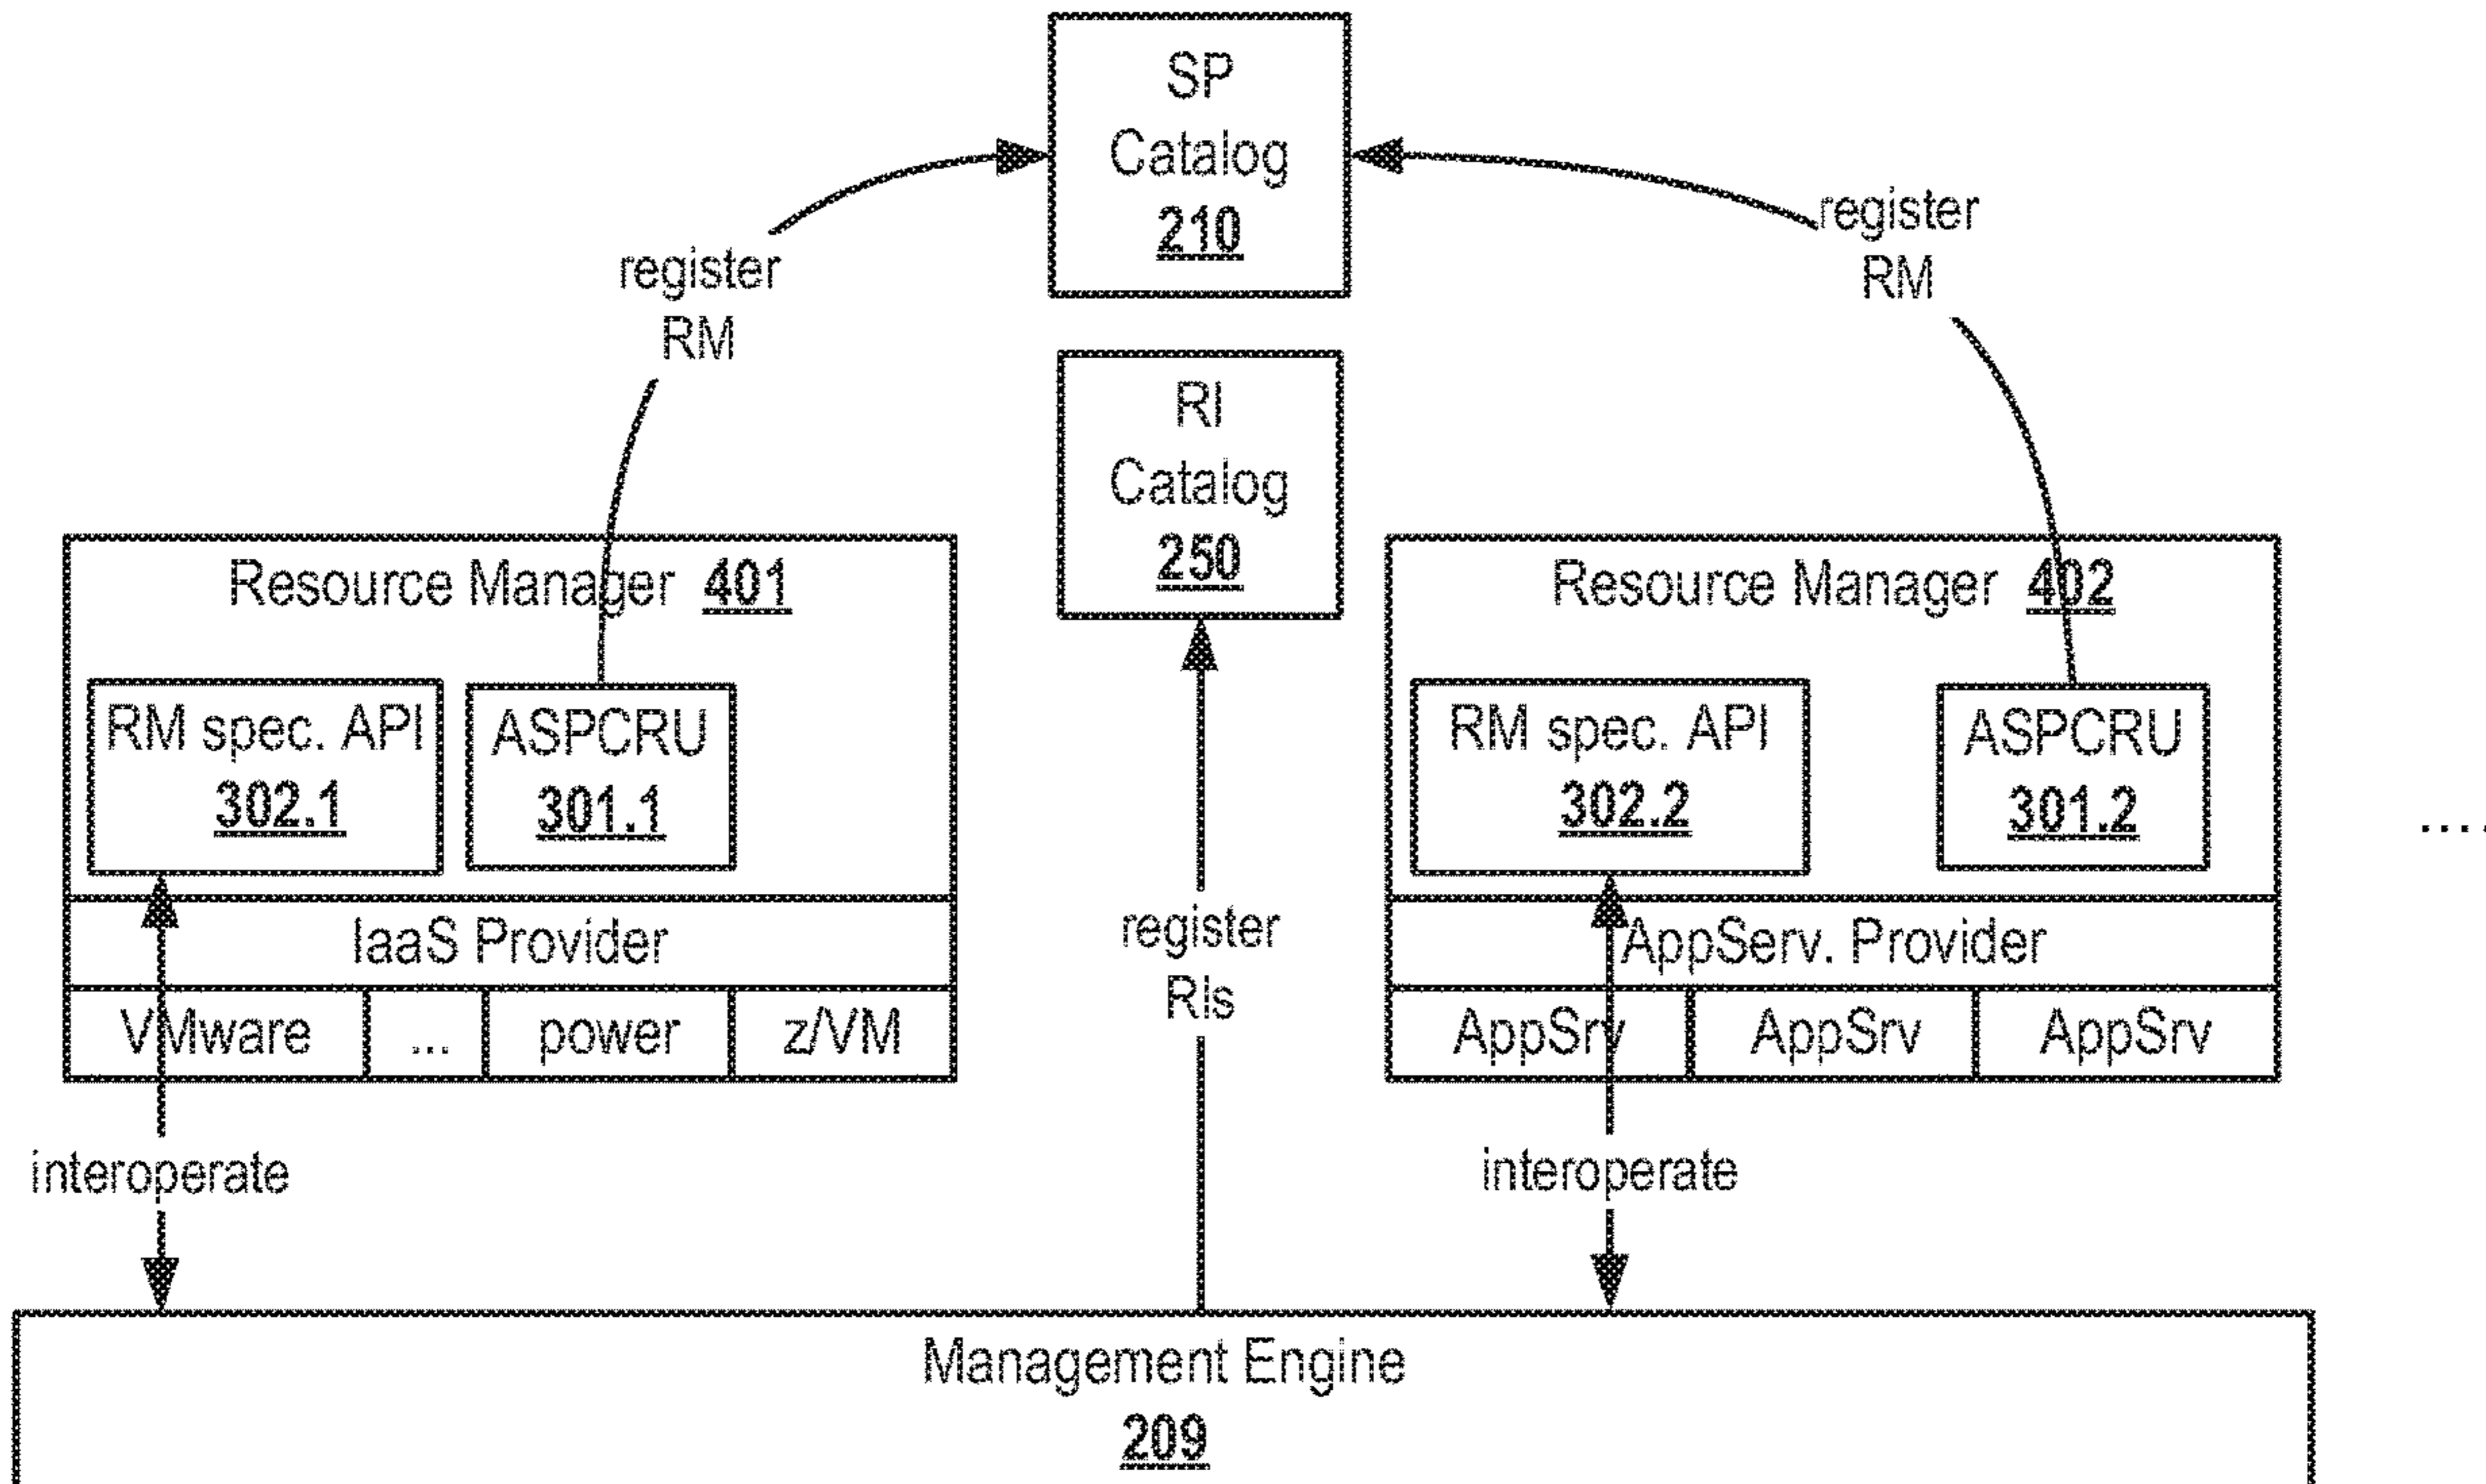 SP
Catalog
210
register
RM
register
RM
RI
Catalog
250
Resource Manager 401
RM spec. API
302.1
ASPCRU
301.1
IaaS Provider
VMware ... power z/VM
Resource Manager 402
RM spec. API
302.2
ASPCRU
301.2
AppServ. Provider
AppSrv AppSrv AppSrv
....
register
RIs
interoperate
interoperate
Management Engine
209